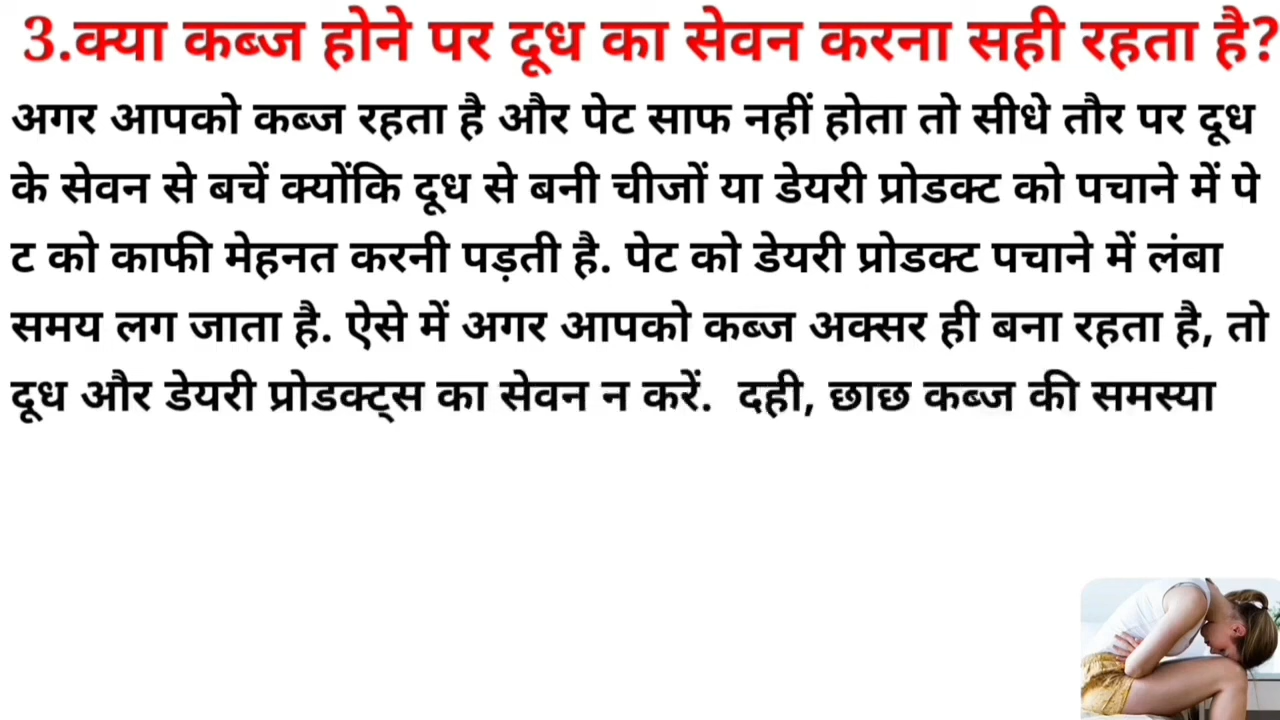 3.क्या कब्ज होने पर दूध का सेवन करना सही रहता है?
अगर आपको कब्ज रहता है और पेट साफ नहीं होता तो सीधे तौर पर दूध
के सेवन से बचें क्योंकि दूध से बनी चीजों या डेयरी प्रोडक्ट को पचाने में पे
ट को काफी मेहनत करनी पड़ती है. पेट को डेयरी प्रोडक्ट पचाने में लंबा
समय लग जाता है. ऐसे में अगर आपको कब्ज अक्सर ही बना रहता है, तो
दूध और डेयरी प्रोडक्ट्स का सेवन न करें. दही, छाछ कब्ज की समस्या